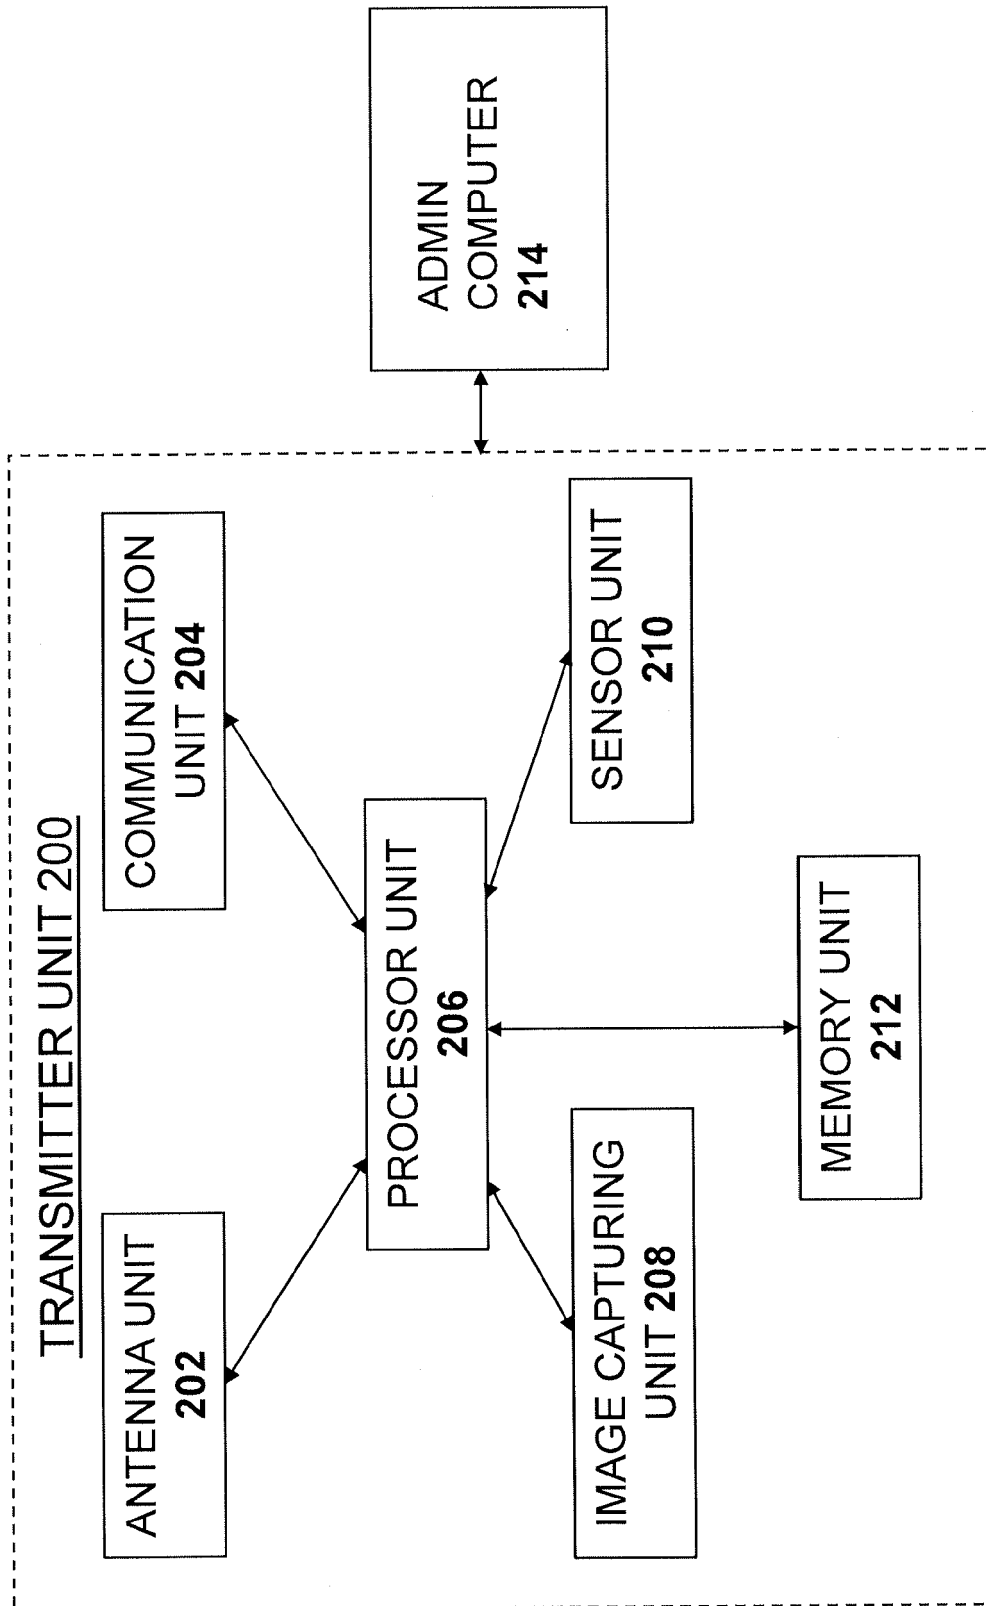 TRANSMITTER UNIT 200
ANTENNA UNIT
202
COMMUNICATION
UNIT 204
PROCESSOR UNIT
206
IMAGE CAPTURING
UNIT 208
SENSOR UNIT
210
MEMORY UNIT
212
ADMIN
COMPUTER
214